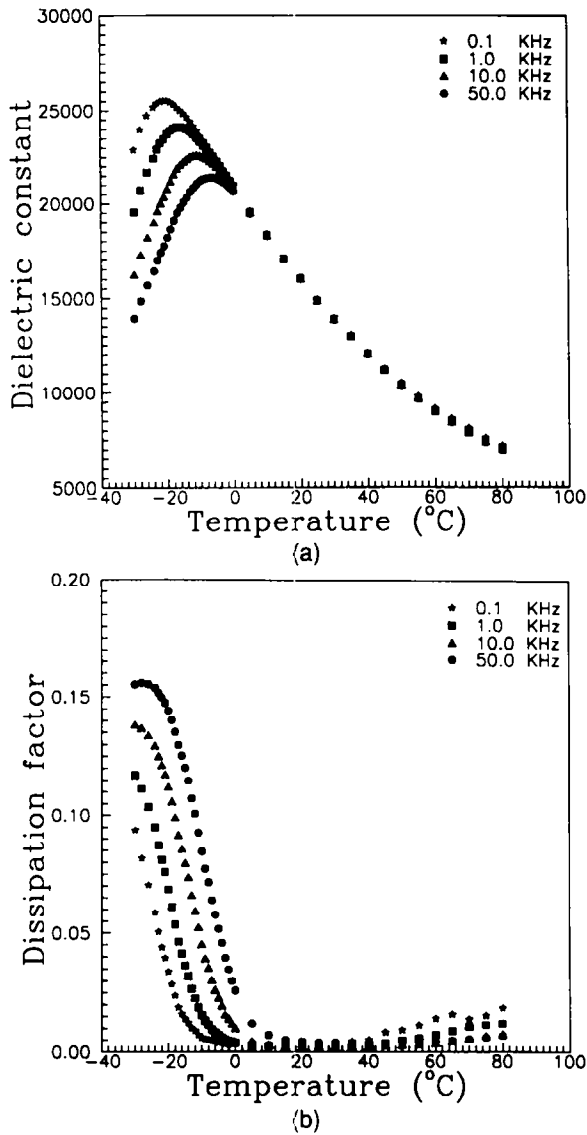 30000
25000
20000
15000
10000
5000
Dielectric constant
0.1 KHz
1.0 KHz
10.0 KHz
50.0 KHz
-40 -20 0 20 40 60 80 100
Temperature (°C)
(a)
0.20
0.15
0.10
0.05
0.00
Dissipation factor
0.1 KHz
1.0 KHz
10.0 KHz
50.0 KHz
-40 -20 0 20 40 60 80 100
Temperature (°C)
(b)